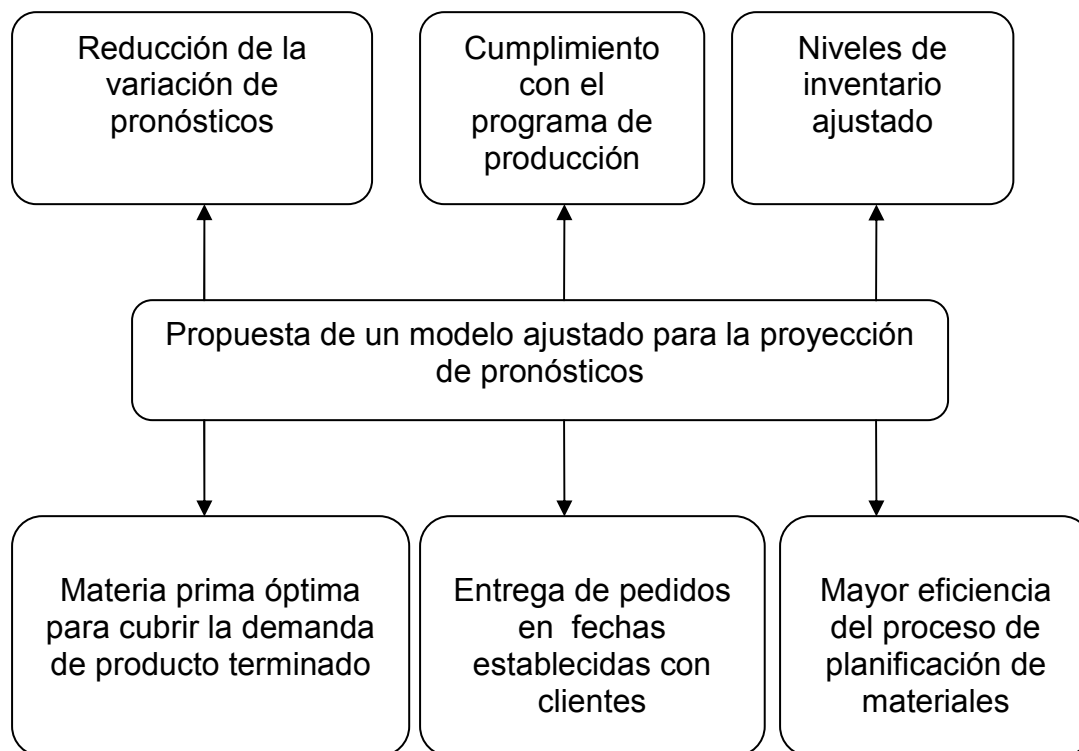 Reducción de la
variación de
pronósticos
Cumplimiento
con el
programa de
producción
Niveles de
inventario
ajustado
Propuesta de un modelo ajustado para la proyección
de pronósticos
Materia prima óptima
para cubrir la demanda
de producto terminado
Entrega de pedidos
en fechas
establecidas con
clientes
Mayor eficiencia
del proceso de
planificación de
materiales